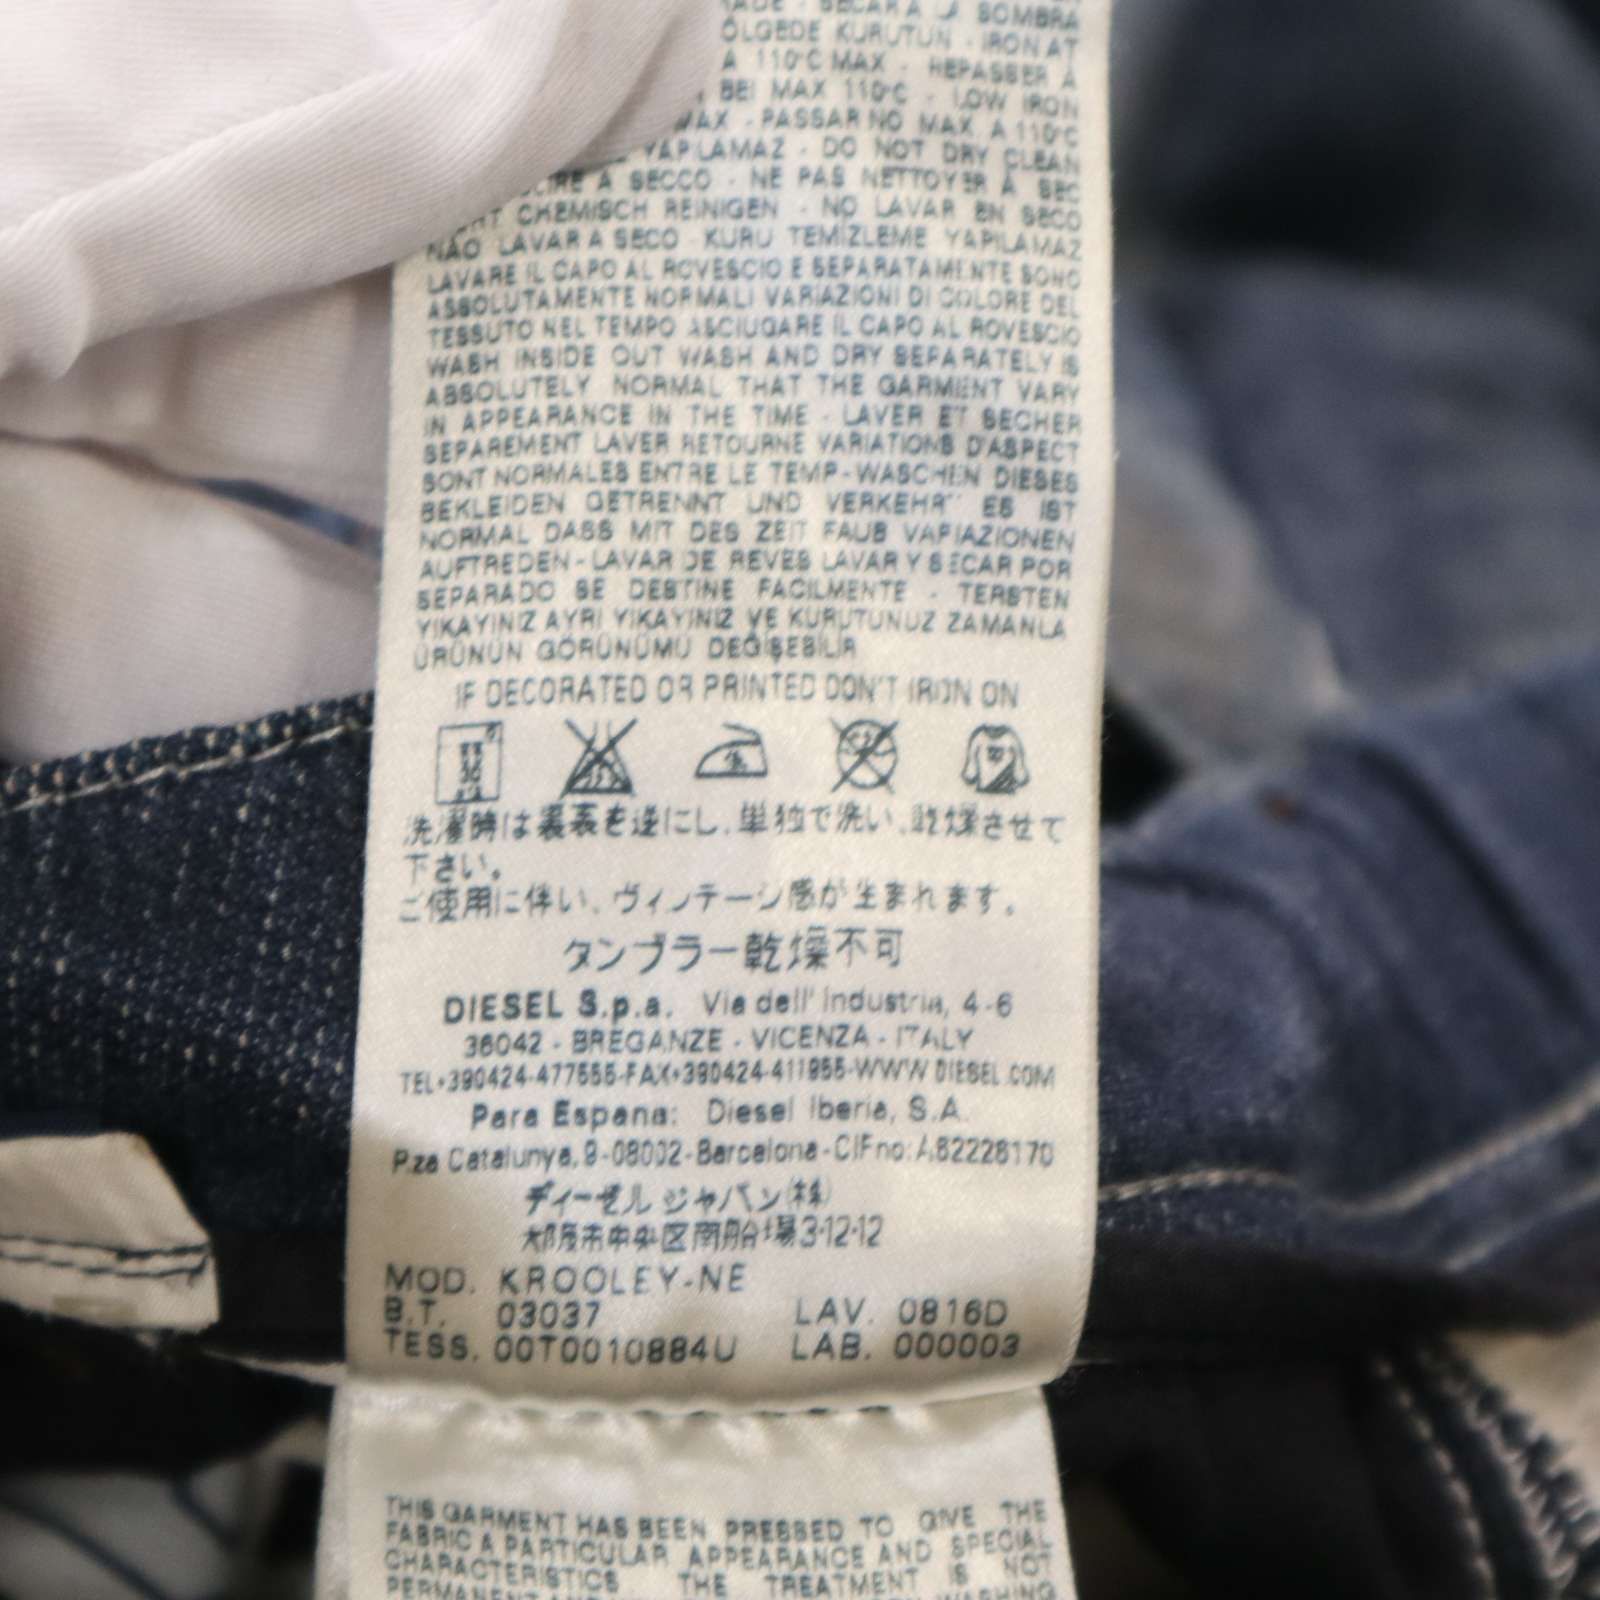 SECAR A LA SOMBRA
ÖLGEDE KURUTUN - IRON AT
A 110°C MAX - REPASSER A
BEI MAX 110°C - LOW IRON
MAX - PASSAR NO MAX. A 110°C
YAPILAMAZ - DO NOT DRY CLEAN
A SECCO - NE PAS NETTOYER À SEC
CHEMISCH REINIGEN - NO LAVAR EN SECO
NÃO LAVAR A SECO - KURU TEMİZLEME YAPILAMAZ
LAVARE IL CAPO AL ROVESCIO E SEPARATAMENTE SONO
ASSOLUTAMENTE NORMALI VARIAZIONI DI COLORE DEL
TESSUTO NEL TEMPO ASCIUGARE IL CAPO AL ROVESCIO
WASH INSIDE OUT WASH AND DRY SEPARATELY IS
ABSOLUTELY NORMAL THAT THE GARMENT VARY
IN APPEARANCE IN THE TIME - LAVER ET SECHER
SEPAREMENT LAVER RETOURNE VARIATIONS D'ASPECT
SONT NORMALES ENTRE LE TEMP - WASCHEN DIESES
BEKLEIDEN GETRENNT UND VERKEHRT ES IST
NORMAL DASS MIT DES ZEIT FAUB VARIAZIONEN
AUFTREDEN - LAVAR DE REVES LAVAR Y SECAR POR
SEPARADO SE DESTINE FACILMENTE - TERSTEN
YIKAYINIZ AYRI YIKAYINIZ VE KURUTUNUZ ZAMANLA
ÜRÜNÜN GÖRÜNÜMÜ DEĞİŞEBİLİR
IF DECORATED OR PRINTED DON'T IRON ON
洗濯時は裏表を逆にし、単独で洗い、乾燥させて
下さい。
ご使用に伴い、ヴィンテージ感が生まれます。
タンブラー乾燥不可
DIESEL S.p.a. Via dell' Industria, 4-6
36042 - BREGANZE - VICENZA - ITALY
TEL+390424-477555-FAX+390424-411955-WWW DIESEL.COM
Para Espana: Diesel Iberia, S.A.
P.za Catalunya, 9-08002-Barcelona-CIF no: A62228170
ディーゼル ジャパン(株)
大阪市中央区南船場3-12-12
MOD. KROOLEY-NE
B.T. 03037 LAV. 0816D
TESS. 00T0010884U LAB. 000003
THIS GARMENT HAS BEEN PRESSED TO GIVE THE
FABRIC A PARTICULAR APPEARANCE AND SPECIAL
CHARACTERISTICS. THE TREATMENT IS NOT
WASHING